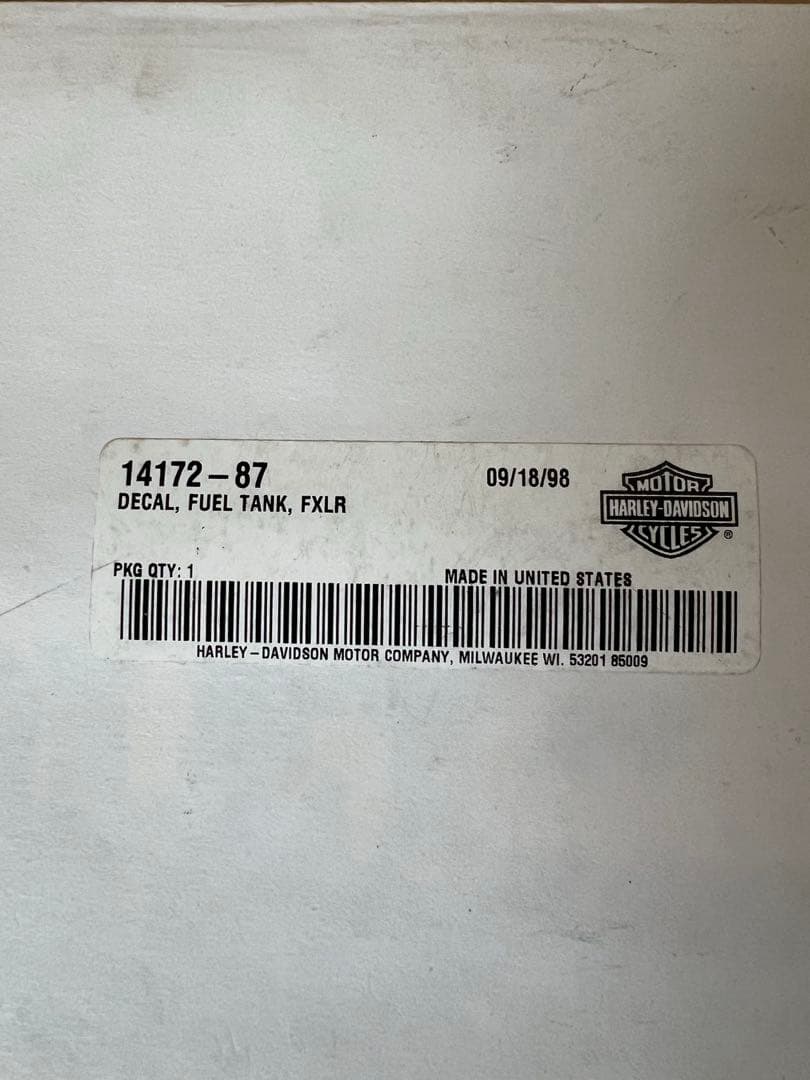 14172-87
09/18/98
DECAL, FUEL TANK, FXLR
MOTOR
HARLEY-DAVIDSON
CYCLES
®
PKG QTY: 1
MADE IN UNITED STATES
HARLEY-DAVIDSON MOTOR COMPANY, MILWAUKEE WI. 53201 85009